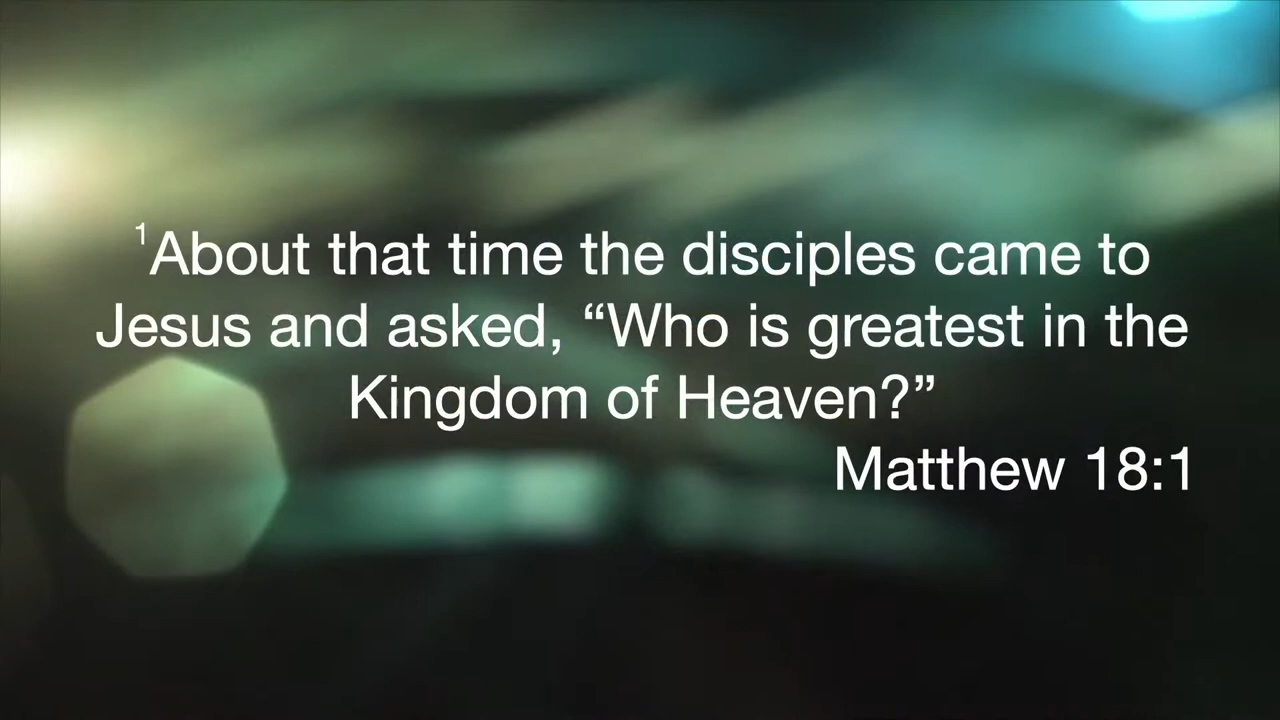 ¹About that time the disciples came to
Jesus and asked, “Who is greatest in the
Kingdom of Heaven?”
Matthew 18:1